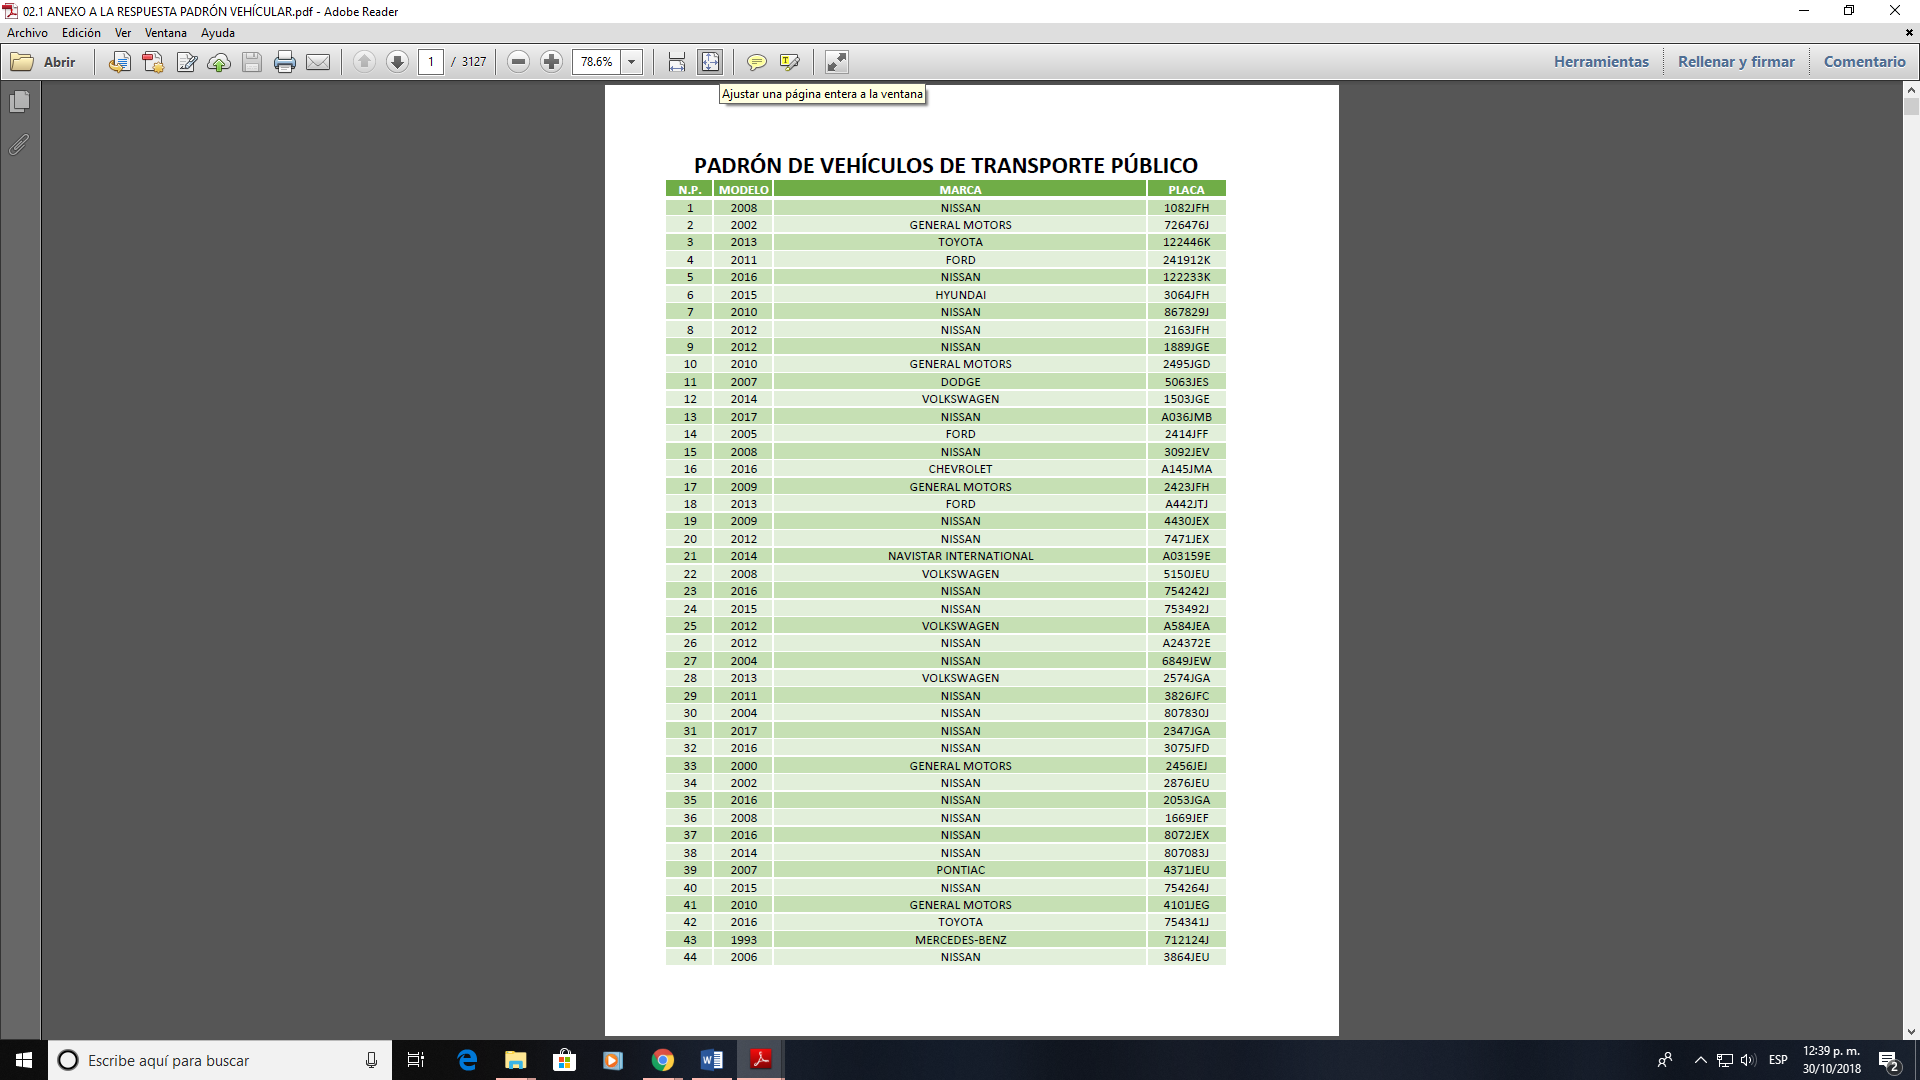 02.1 ANEXO A LA RESPUESTA PADRÓN VEHÍCULAR.pdf - Adobe Reader
Archivo Edición Ver Ventana Ayuda
Abrir 1 / 3127 78.6% Herramientas Rellenar y firmar Comentario
Ajustar una página entera a la ventana
PADRÓN DE VEHÍCULOS DE TRANSPORTE PÚBLICO
N.P. MODELO MARCA PLACA
1 2008 NISSAN 1082JFH
2 2002 GENERAL MOTORS 726476J
3 2013 TOYOTA 122446K
4 2011 FORD 241912K
5 2016 NISSAN 122233K
6 2015 HYUNDAI 3064JFH
7 2010 NISSAN 867829J
8 2012 NISSAN 2163JFH
9 2012 NISSAN 1889JGE
10 2010 GENERAL MOTORS 2495JGD
11 2007 DODGE 5063JES
12 2014 VOLKSWAGEN 1503JGE
13 2017 NISSAN A036JMB
14 2005 FORD 2414JFF
15 2008 NISSAN 3092JEV
16 2016 CHEVROLET A145JMA
17 2009 GENERAL MOTORS 2423JFH
18 2013 FORD A442JTJ
19 2009 NISSAN 4430JEX
20 2012 NISSAN 7471JEX
21 2014 NAVISTAR INTERNATIONAL A03159E
22 2008 VOLKSWAGEN 5150JEU
23 2016 NISSAN 754242J
24 2015 NISSAN 753492J
25 2012 VOLKSWAGEN A584JEA
26 2012 NISSAN A24372E
27 2004 NISSAN 6849JEW
28 2013 VOLKSWAGEN 2574JGA
29 2011 NISSAN 3826JFC
30 2004 NISSAN 807830J
31 2017 NISSAN 2347JGA
32 2016 NISSAN 3075JFD
33 2000 GENERAL MOTORS 2456JEJ
34 2002 NISSAN 2876JEU
35 2016 NISSAN 2053JGA
36 2008 NISSAN 1669JEF
37 2016 NISSAN 8072JEX
38 2014 NISSAN 807083J
39 2007 PONTIAC 4371JEU
40 2015 NISSAN 754264J
41 2010 GENERAL MOTORS 4101JEG
42 2016 TOYOTA 754341J
43 1993 MERCEDES-BENZ 712124J
44 2006 NISSAN 3864JEU
Escribe aquí para buscar
ESP
12:39 p. m.
30/10/2018
2